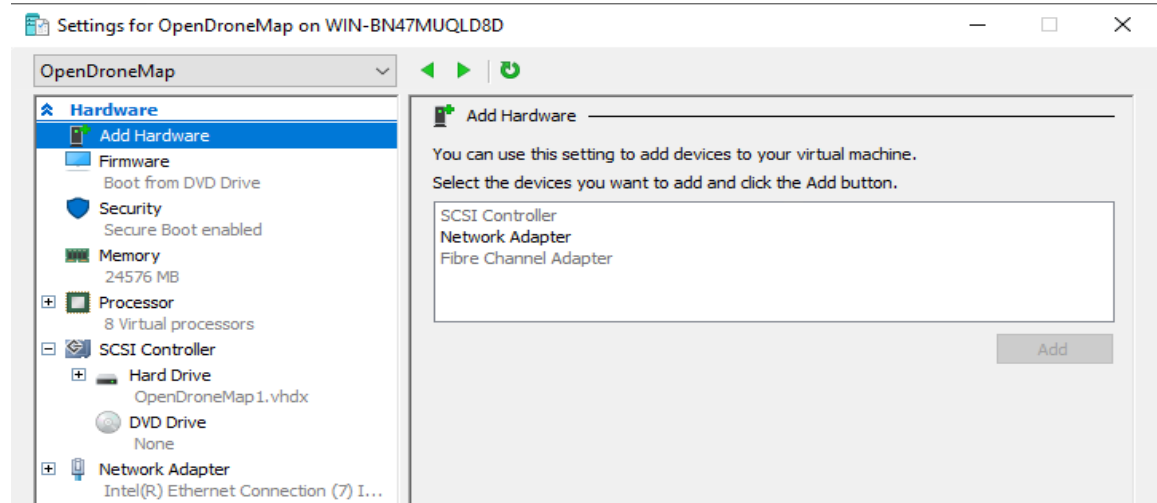 Settings for OpenDroneMap on WIN-BN47MUQLD8D
OpenDroneMap
Hardware
Add Hardware
Firmware
Boot from DVD Drive
Security
Secure Boot enabled
Memory
24576 MB
Processor
8 Virtual processors
SCSI Controller
Hard Drive
OpenDroneMap1.vhdx
DVD Drive
None
Network Adapter
Intel(R) Ethernet Connection (7) I...
Add Hardware
You can use this setting to add devices to your virtual machine.
Select the devices you want to add and click the Add button.
SCSI Controller
Network Adapter
Fibre Channel Adapter
Add